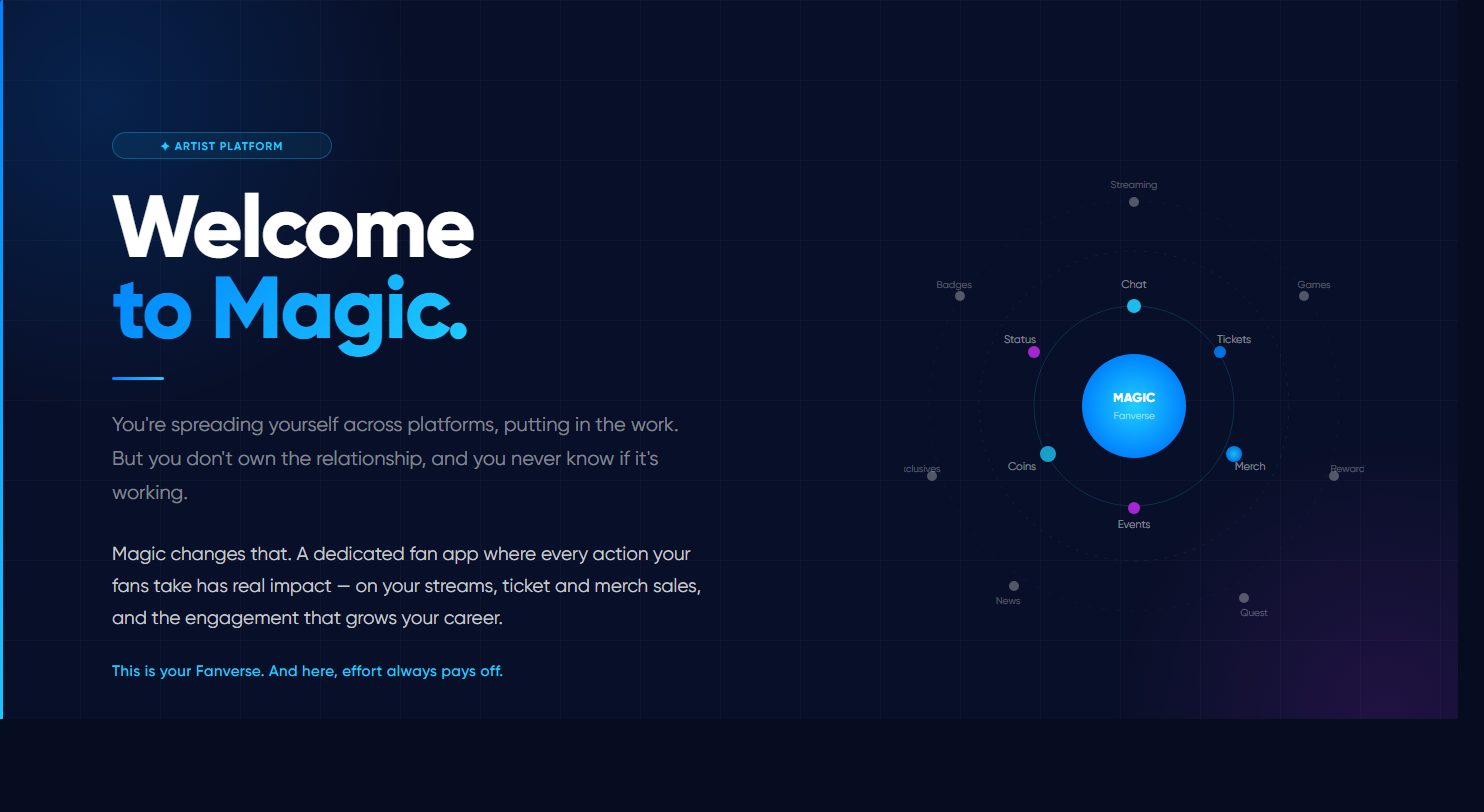 ✦ ARTIST PLATFORM
Welcome
to Magic.
You're spreading yourself across platforms, putting in the work.
But you don't own the relationship, and you never know if it's
working.
Magic changes that. A dedicated fan app where every action your
fans take has real impact — on your streams, ticket and merch sales,
and the engagement that grows your career.
This is your Fanverse. And here, effort always pays off.
Streaming
Badges
Games
Chat
Status
Tickets
MAGIC
Fanverse
xclusives
Reward
Coins
Merch
Events
News
Quest